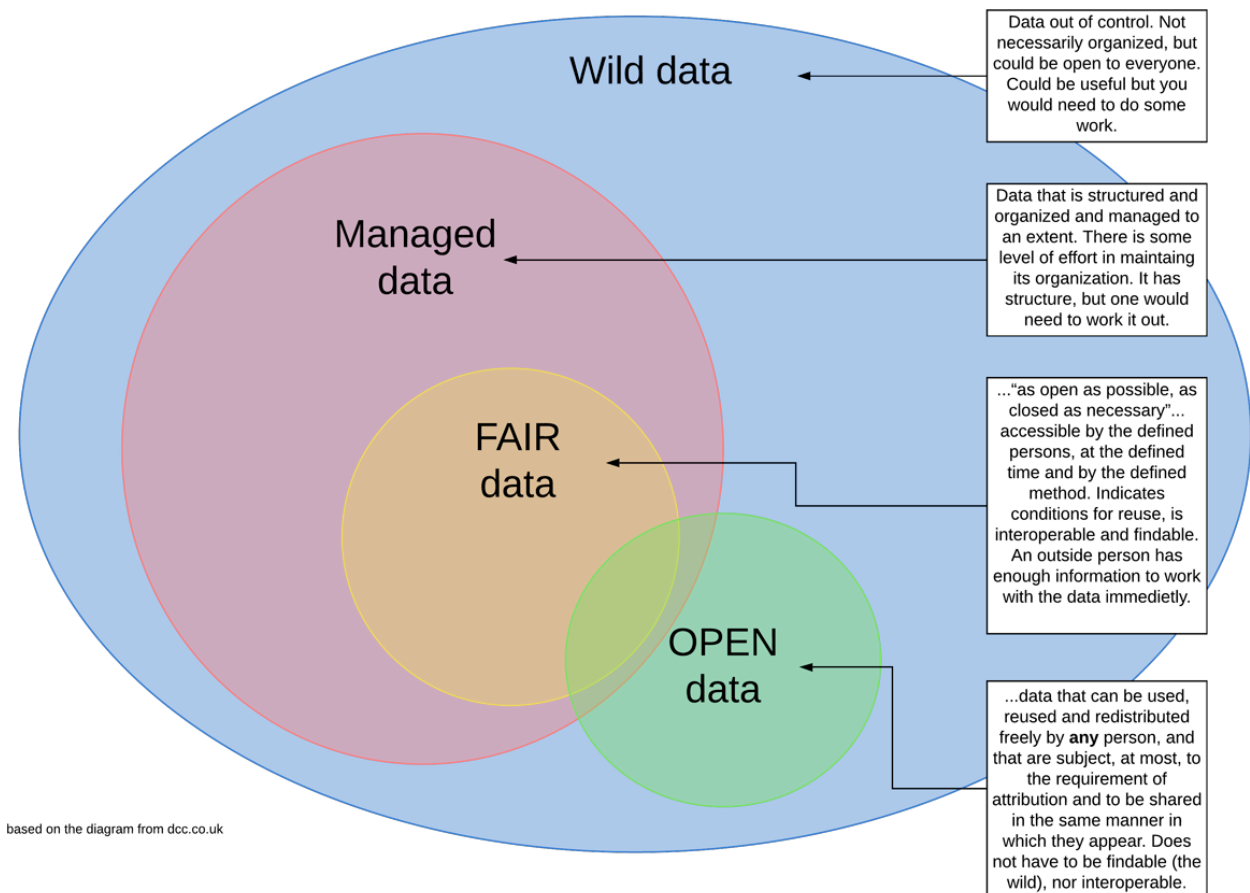 Wild data
Data out of control. Not
necessarily organized, but
could be open to everyone.
Could be useful but you
would need to do some
work.
Managed
data
Data that is structured and
organized and managed to
an extent. There is some
level of effort in maintaing
its organization. It has
structure, but one would
need to work it out.
FAIR
data
...“as open as possible, as
closed as necessary”...
accessible by the defined
persons, at the defined
time and by the defined
method. Indicates
conditions for reuse, is
interoperable and findable.
An outside person has
enough information to work
with the data immedietly.
OPEN
data
...data that can be used,
reused and redistributed
freely by any person, and
that are subject, at most, to
the requirement of
attribution and to be shared
in the same manner in
which they appear. Does
not have to be findable (the
wild), nor interoperable.
based on the diagram from dcc.co.uk